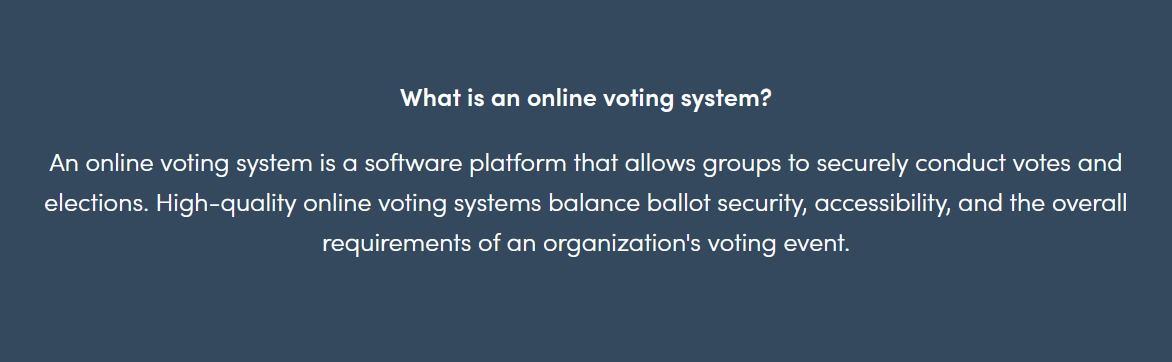 What is an online voting system?
An online voting system is a software platform that allows groups to securely conduct votes and
elections. High-quality online voting systems balance ballot security, accessibility, and the overall
requirements of an organization's voting event.